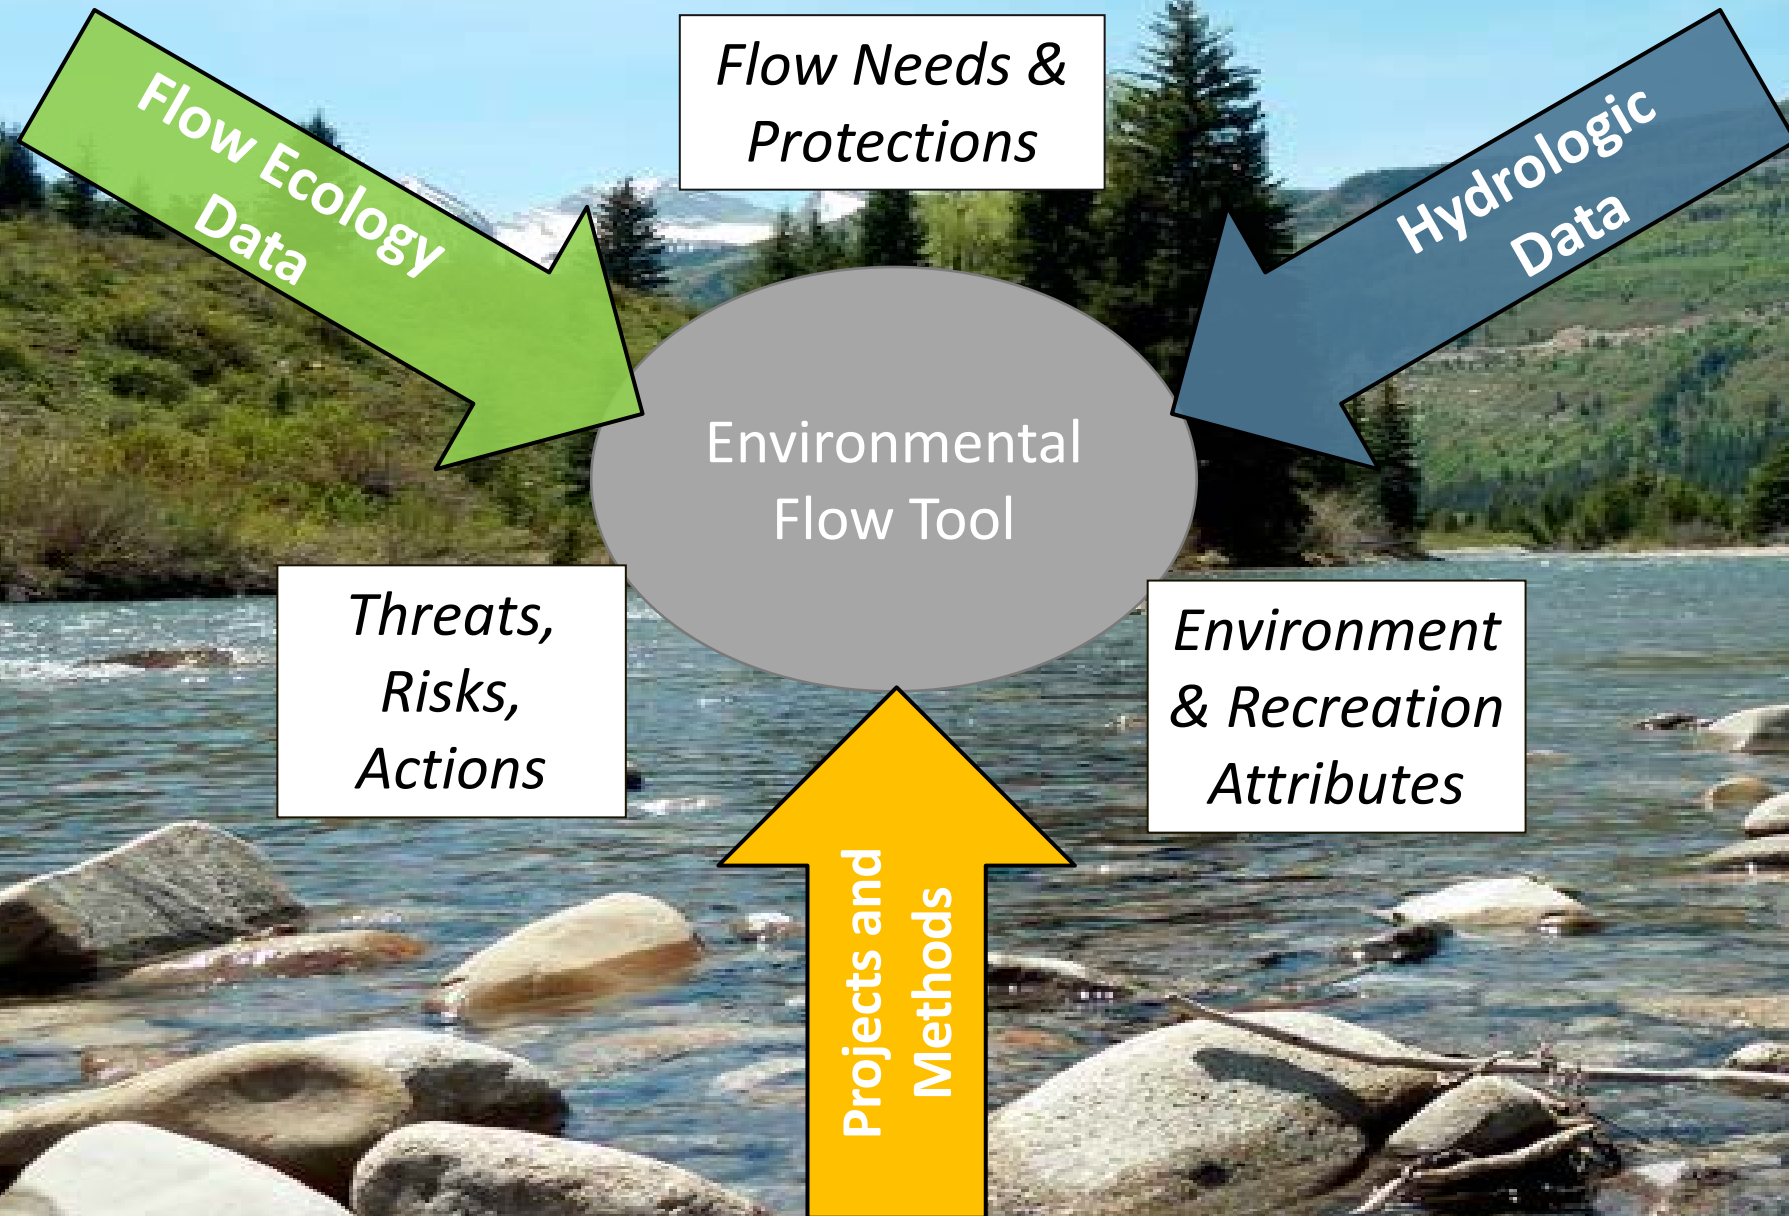 Flow Ecology
Data
Flow Needs &
Protections
Hydrologic
Data
Environmental
Flow Tool
Threats,
Risks,
Actions
Environment
& Recreation
Attributes
Projects and
Methods